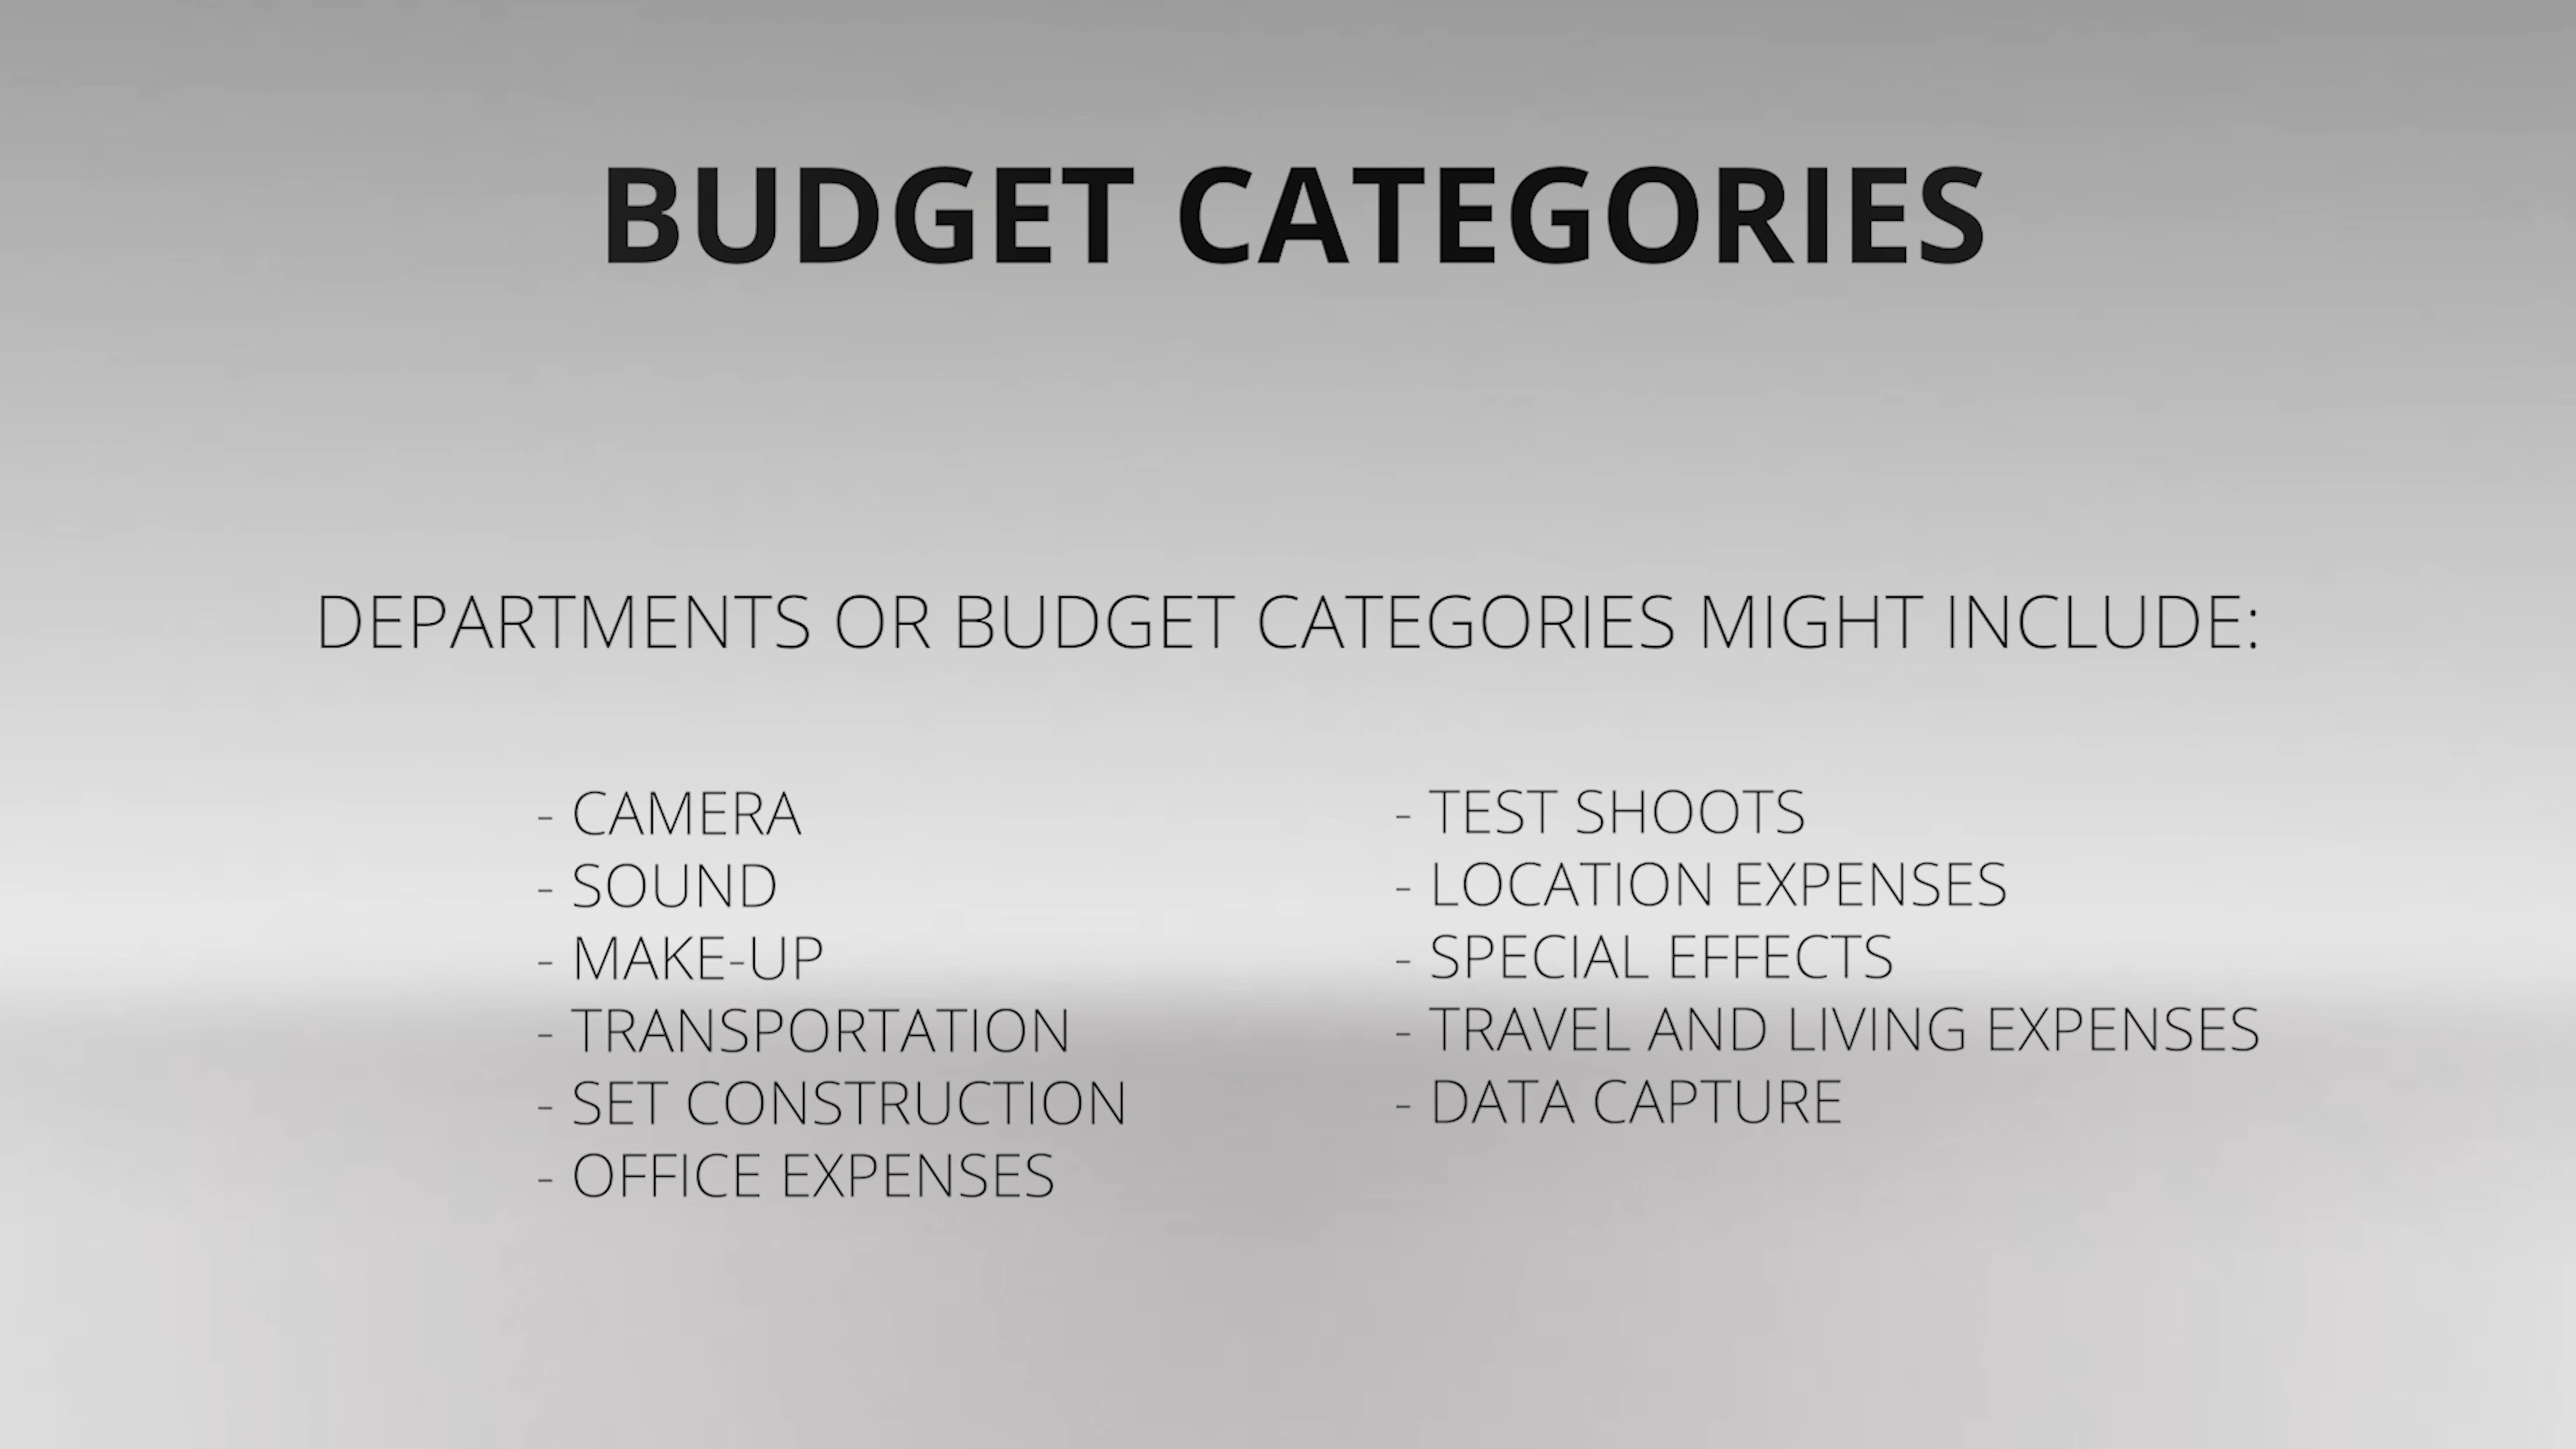 BUDGET CATEGORIES
DEPARTMENTS OR BUDGET CATEGORIES MIGHT INCLUDE:
- CAMERA
- SOUND
- MAKE-UP
- TRANSPORTATION
- SET CONSTRUCTION
- OFFICE EXPENSES
- TEST SHOOTS
- LOCATION EXPENSES
- SPECIAL EFFECTS
- TRAVEL AND LIVING EXPENSES
- DATA CAPTURE